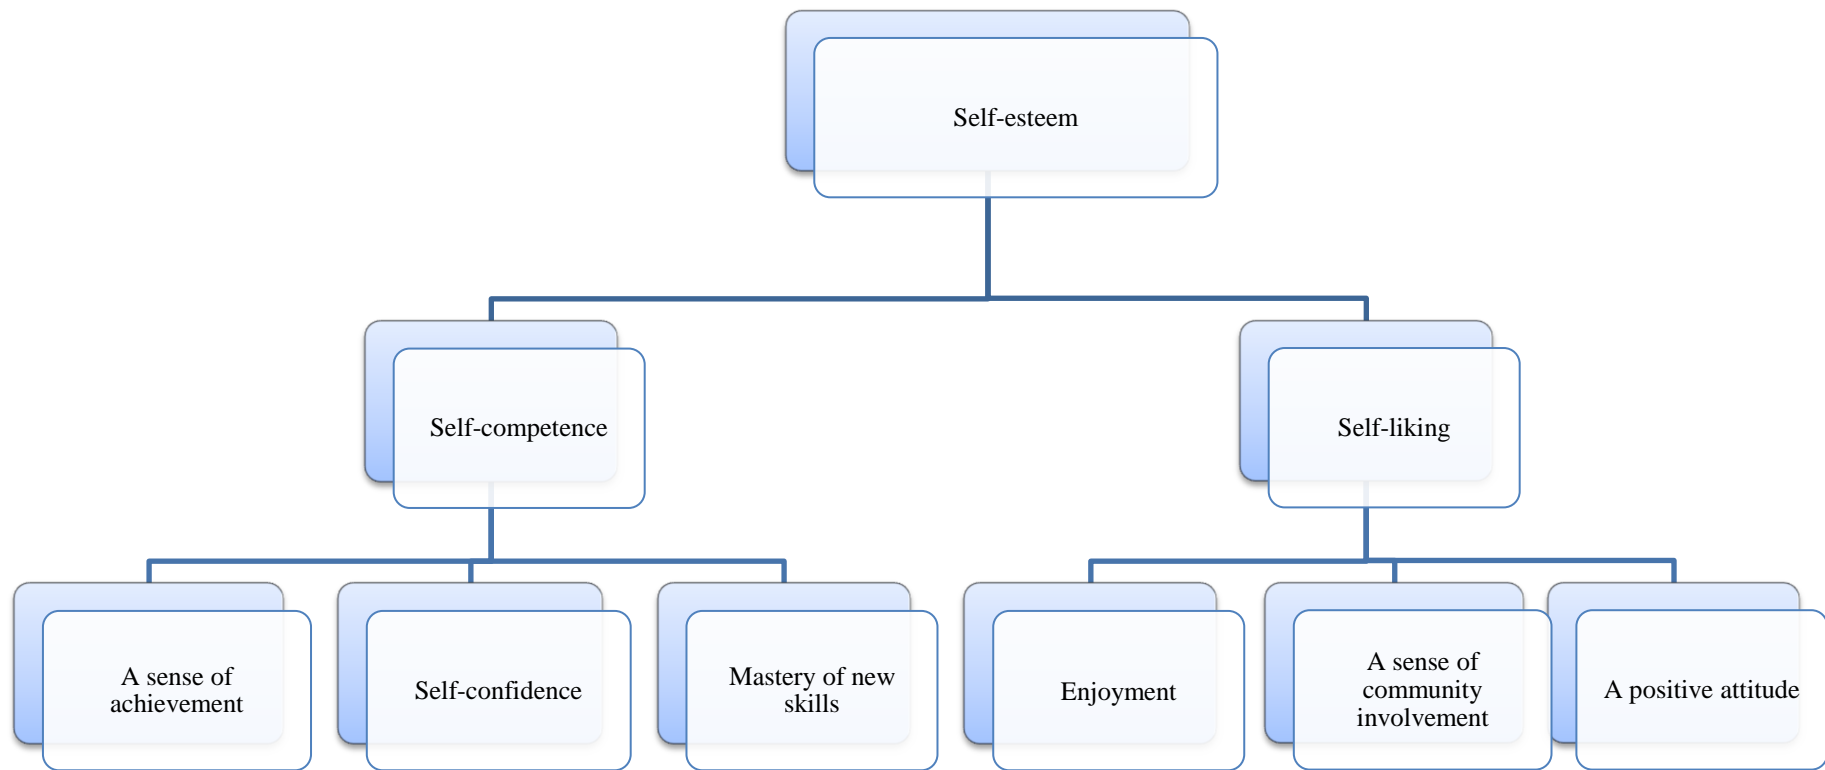 Self-esteem
Self-competence
Self-liking
A sense of
achievement
Self-confidence
Mastery of new
skills
Enjoyment
A sense of
community
involvement
A positive attitude